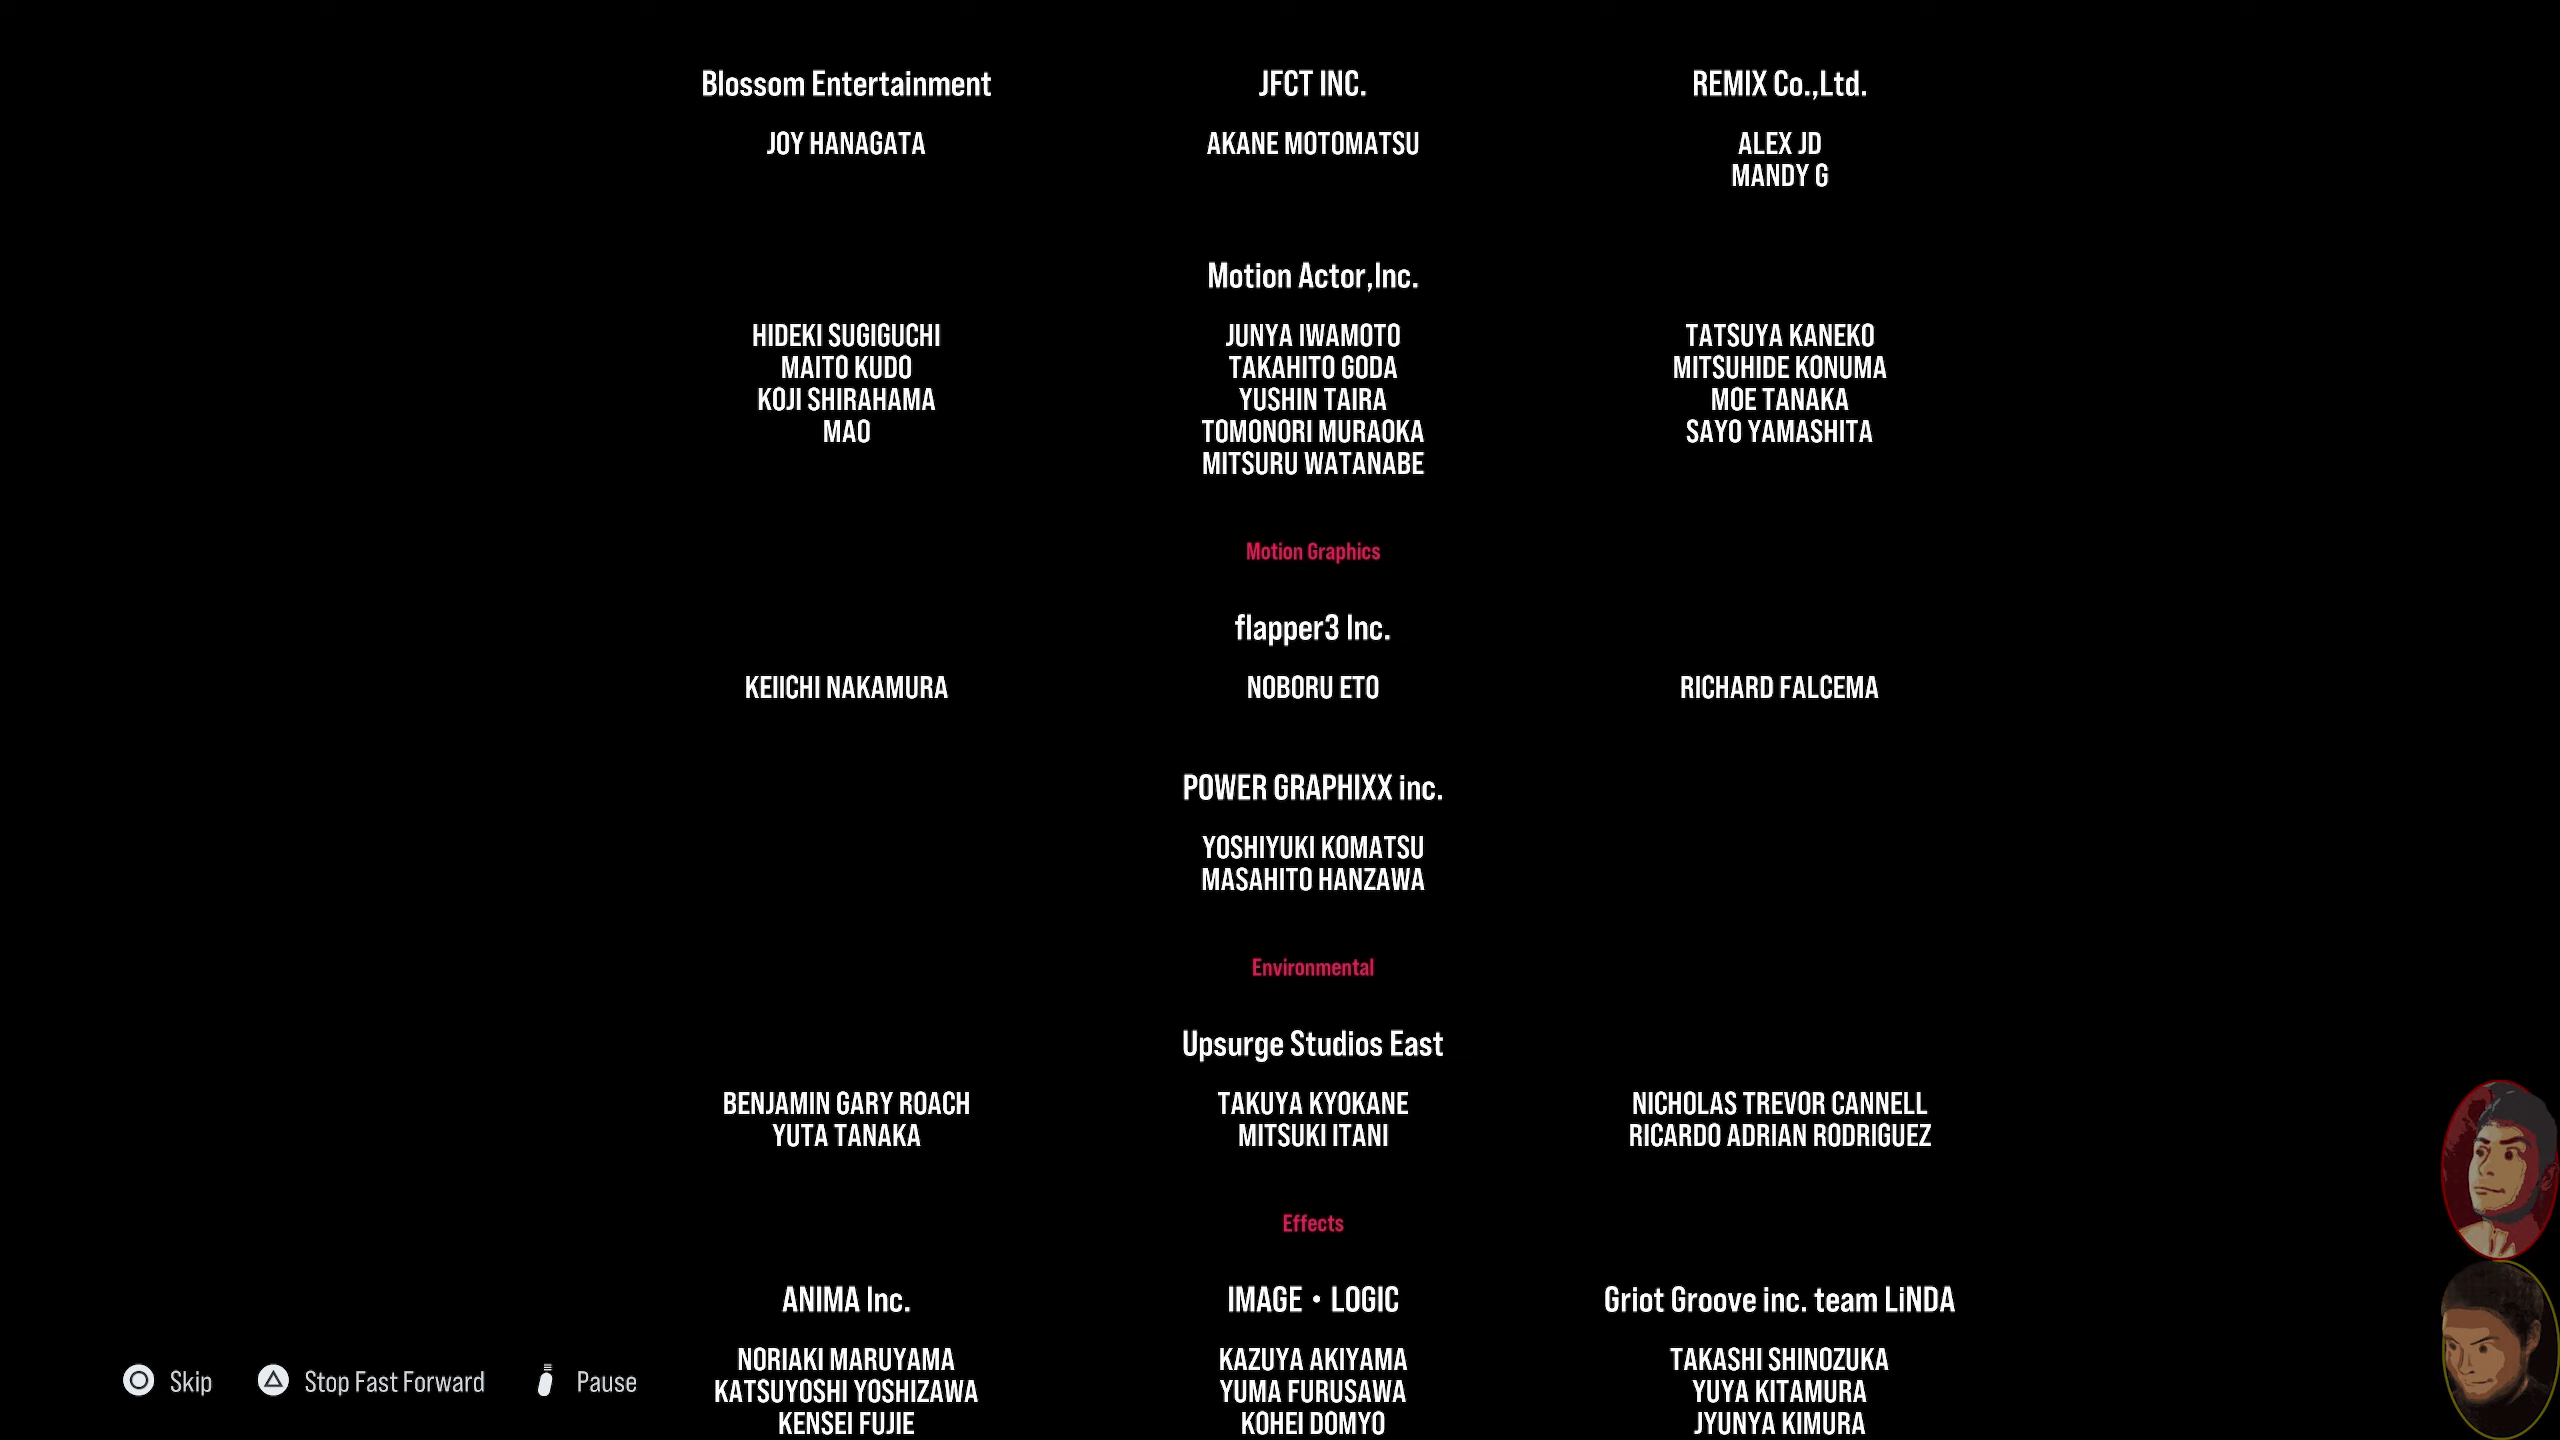 Blossom Entertainment
JOY HANAGATA
JFCT INC.
AKANE MOTOMATSU
REMIX Co.,Ltd.
ALEX JD
MANDY G
Motion Actor,Inc.
HIDEKI SUGIGUCHI
MAITO KUDO
KOJI SHIRAHAMA
MAO
JUNYA IWAMOTO
TAKAHITO GODA
YUSHIN TAIRA
TOMONORI MURAOKA
MITSURU WATANABE
TATSUYA KANEKO
MITSUHIDE KONUMA
MOE TANAKA
SAYO YAMASHITA
Motion Graphics
flapper3 Inc.
KEIICHI NAKAMURA
NOBORU ETO
RICHARD FALCEMA
POWER GRAPHIXX inc.
YOSHIYUKI KOMATSU
MASAHITO HANZAWA
Environmental
Upsurge Studios East
BENJAMIN GARY ROACH
YUTA TANAKA
TAKUYA KYOKANE
MITSUKI ITANI
NICHOLAS TREVOR CANNELL
RICARDO ADRIAN RODRIGUEZ
Effects
ANIMA Inc.
NORIAKI MARUYAMA
KATSUYOSHI YOSHIZAWA
KENSEI FUJIE
IMAGE・LOGIC
KAZUYA AKIYAMA
YUMA FURUSAWA
KOHEI DOMYO
Griot Groove inc. team LiNDA
TAKASHI SHINOZUKA
YUYA KITAMURA
JYUNYA KIMURA
Skip
Stop Fast Forward
Pause